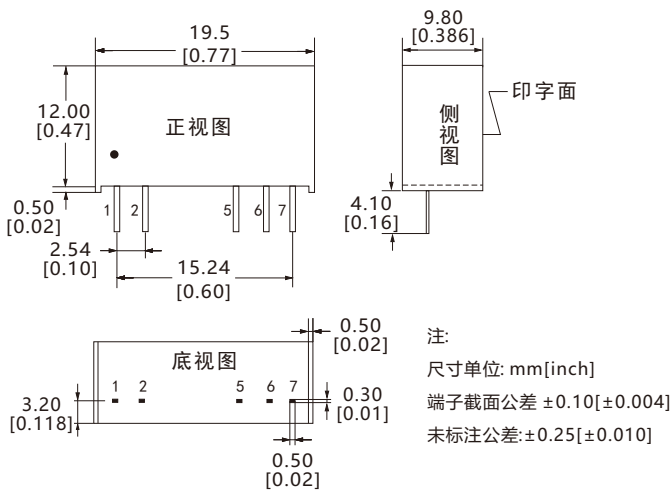 19.5
[0.77]
12.00
[0.47]
正视图
0.50
[0.02]
1 2 5 6 7
2.54
[0.10]
15.24
[0.60]
9.80
[0.386]
侧视图
印字面
4.10
[0.16]
底视图
1 2 5 6 7
3.20
[0.118]
0.50
[0.02]
0.30
[0.01]
0.50
[0.02]
注:
尺寸单位: mm[inch]
端子截面公差 ±0.10[±0.004]
未标注公差:±0.25[±0.010]